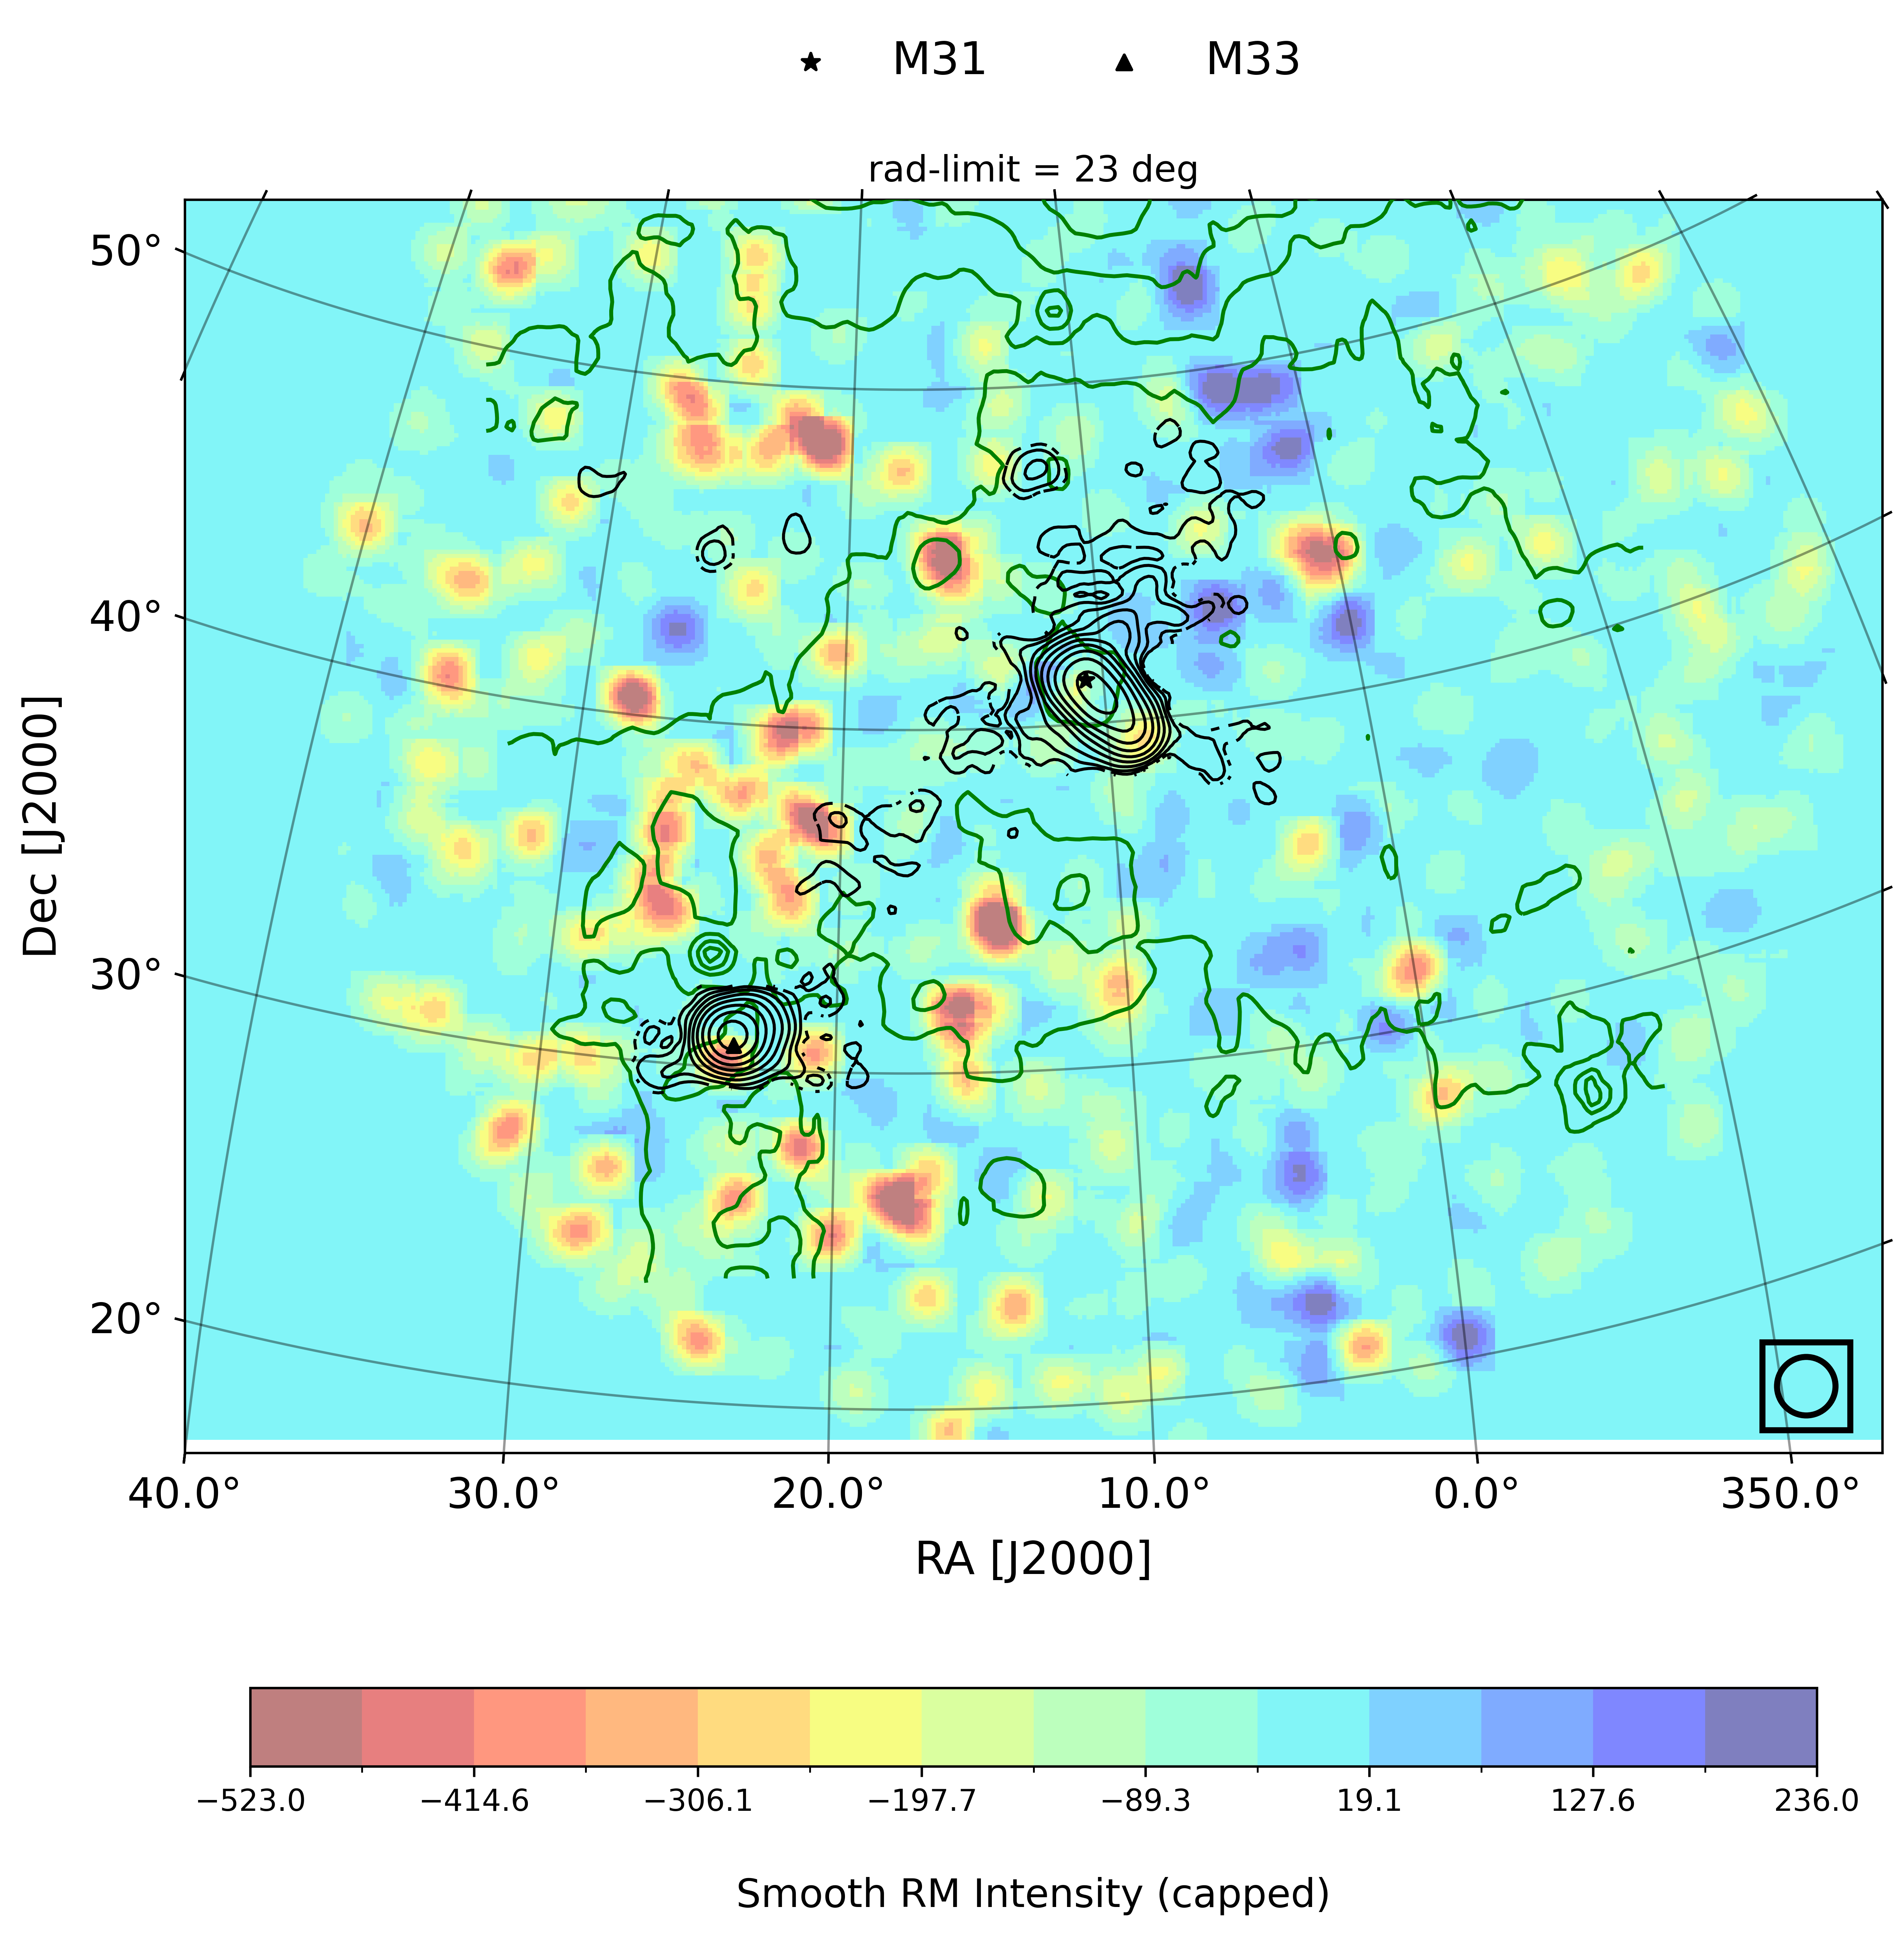 M31 M33
rad-limit = 23 deg
50°
40°
30°
20°
Dec [J2000]
40.0° 30.0° 20.0° 10.0° 0.0° 350.0°
RA [J2000]
−523.0 −414.6 −306.1 −197.7 −89.3 19.1 127.6 236.0
Smooth RM Intensity (capped)